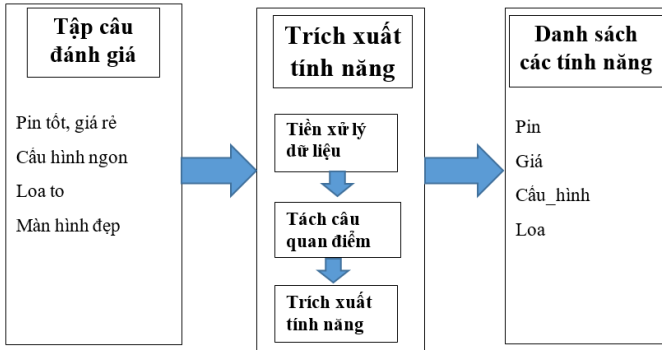 Tập câu
đánh giá
Pin tốt, giá rẻ
Cấu hình ngon
Loa to
Màn hình đẹp
Trích xuất
tính năng
Tiền xử lý
dữ liệu
Tách câu
quan điểm
Trích xuất
tính năng
Danh sách
các tính năng
Pin
Giá
Cấu_hình
Loa